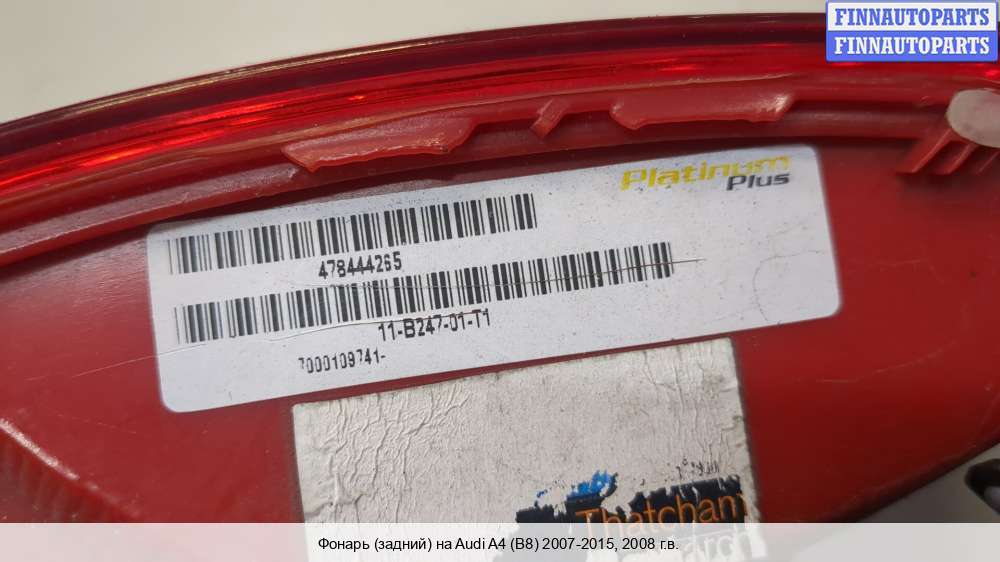 FINNAUTOPARTS
FINNAUTOPARTS
Platinum
Plus
478444265
11-B247-01-T1
7000109741-
Thatcham
Фонарь (задний) на Audi A4 (B8) 2007-2015, 2008 г.в.